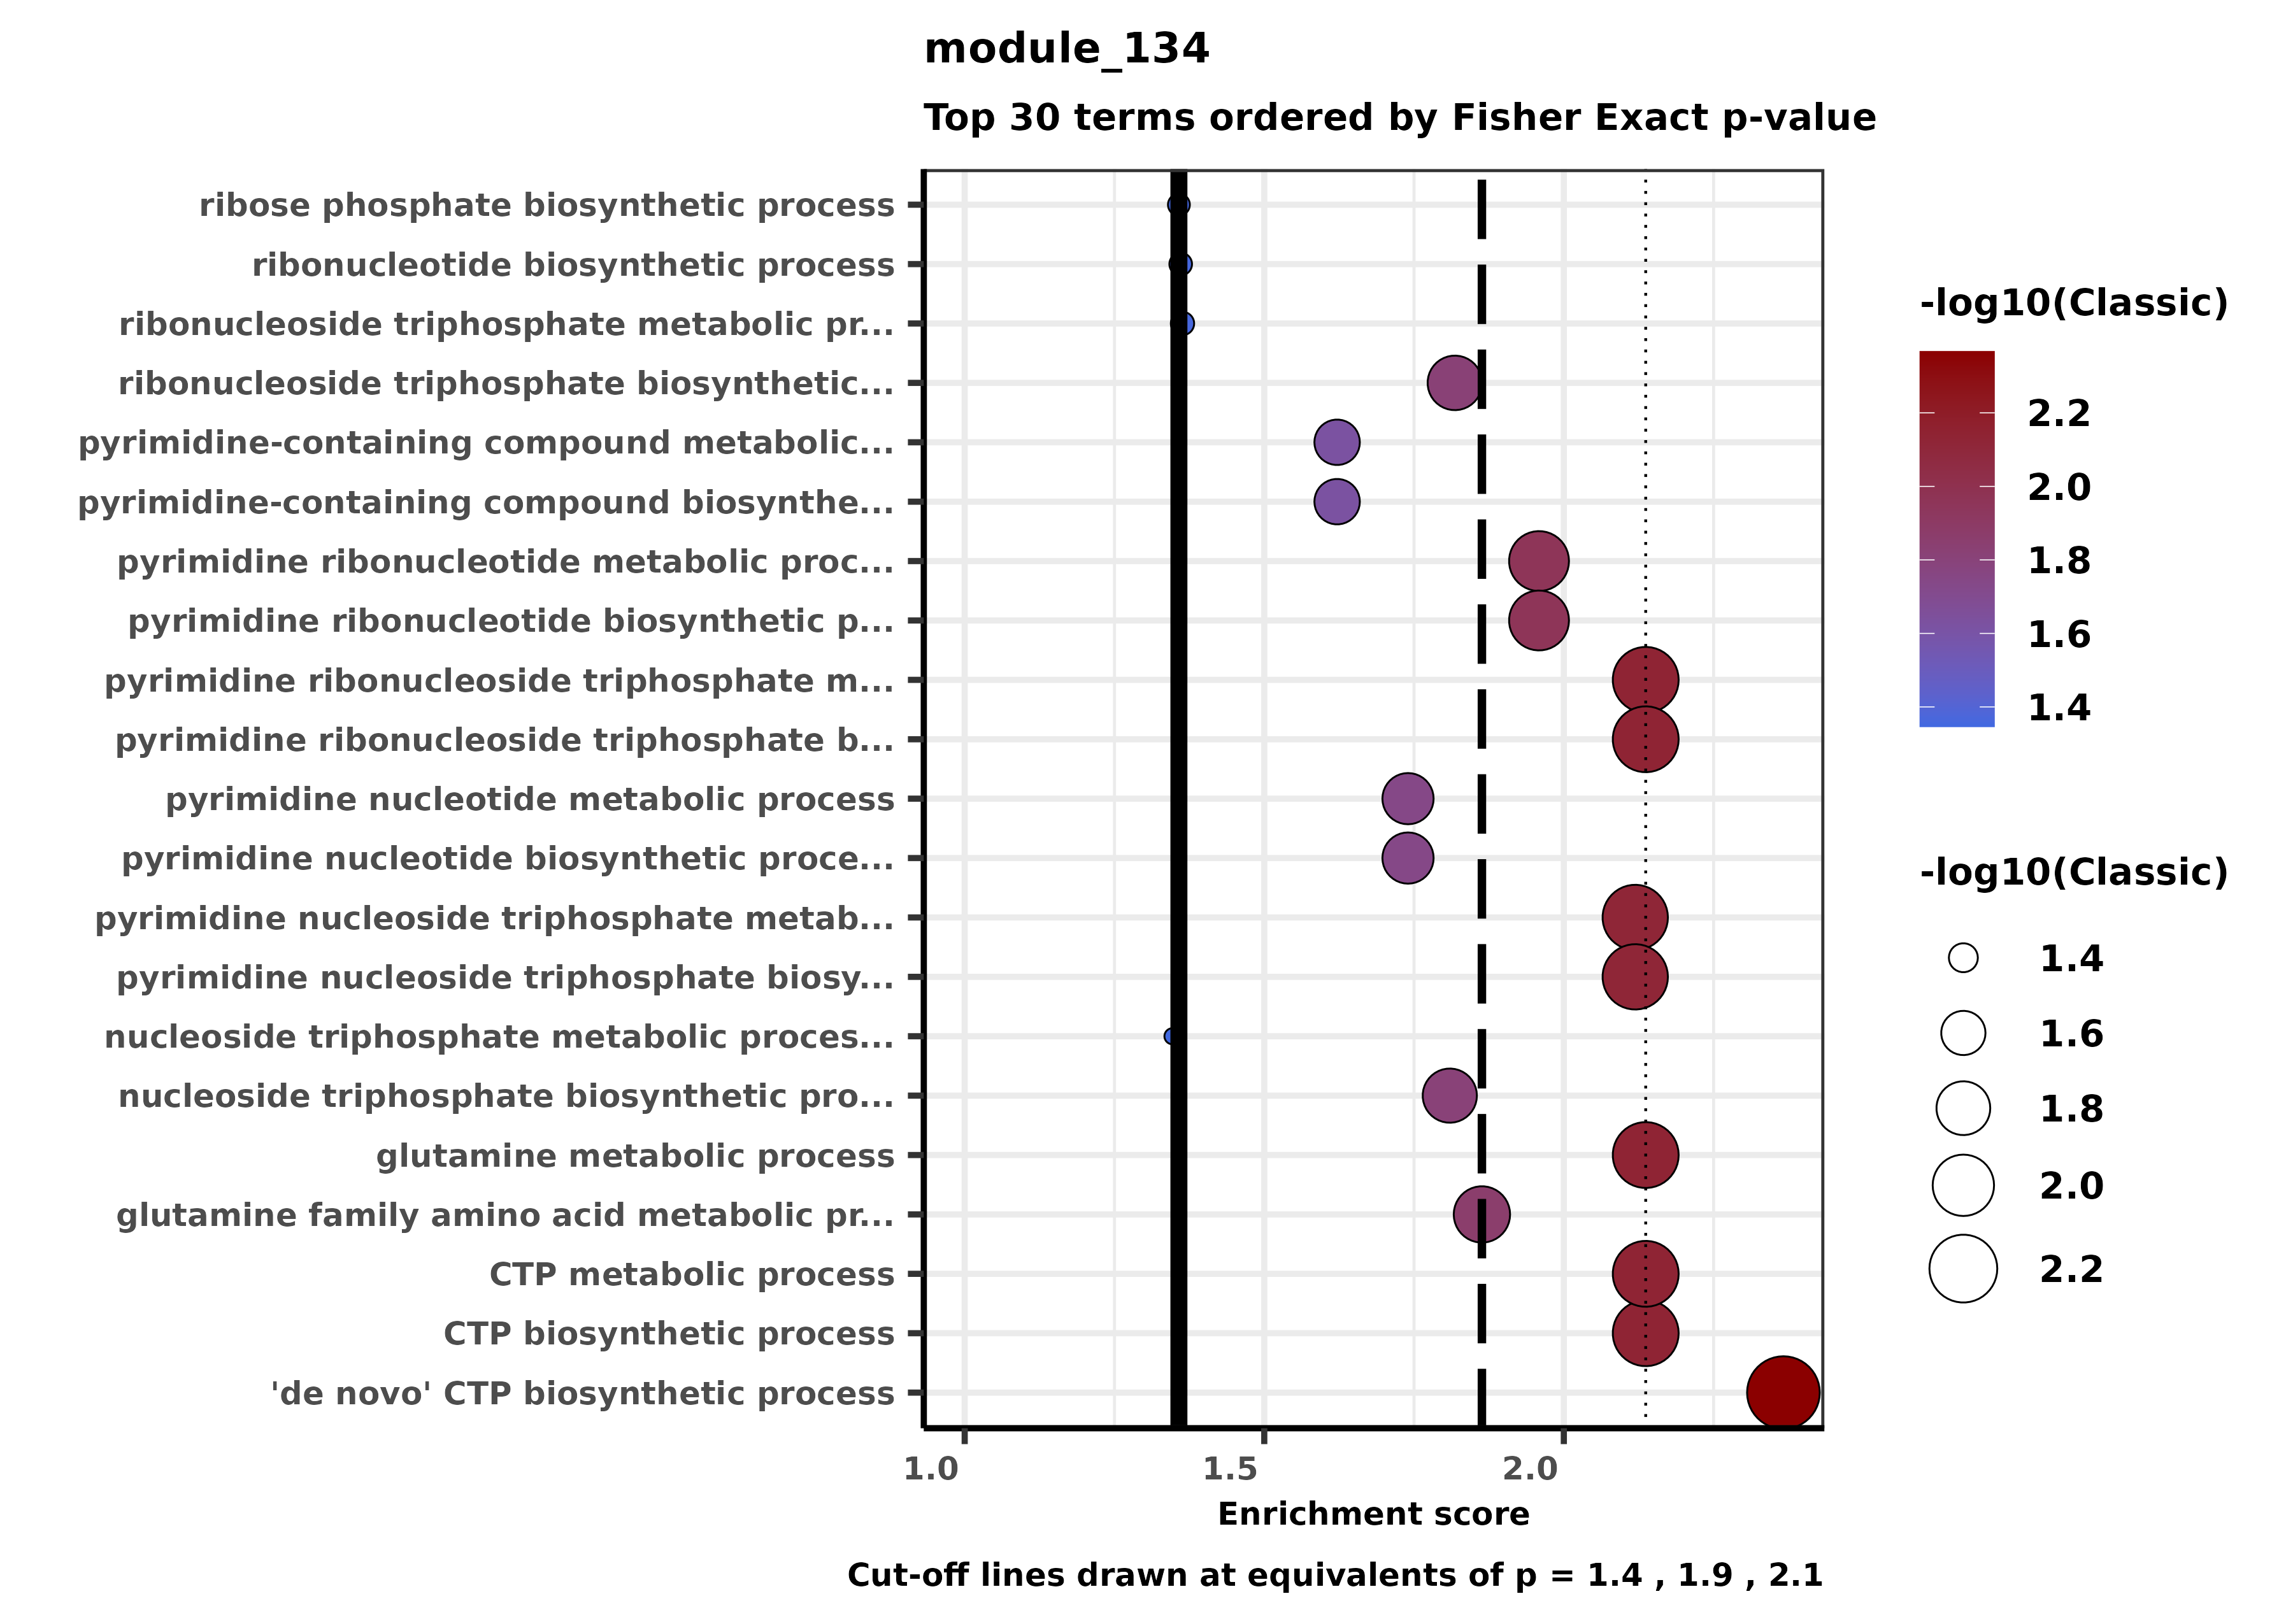 module_134
Top 30 terms ordered by Fisher Exact p-value
ribose phosphate biosynthetic process
ribonucleotide biosynthetic process
ribonucleoside triphosphate metabolic pr...
ribonucleoside triphosphate biosynthetic...
pyrimidine-containing compound metabolic...
pyrimidine-containing compound biosynthe...
pyrimidine ribonucleotide metabolic proc...
pyrimidine ribonucleotide biosynthetic p...
pyrimidine ribonucleoside triphosphate m...
pyrimidine ribonucleoside triphosphate b...
pyrimidine nucleotide metabolic process
pyrimidine nucleotide biosynthetic proce...
pyrimidine nucleoside triphosphate metab...
pyrimidine nucleoside triphosphate biosy...
nucleoside triphosphate metabolic proces...
nucleoside triphosphate biosynthetic pro...
glutamine metabolic process
glutamine family amino acid metabolic pr...
CTP metabolic process
CTP biosynthetic process
'de novo' CTP biosynthetic process
1.0 1.5 2.0
Enrichment score
Cut-off lines drawn at equivalents of p = 1.4 , 1.9 , 2.1
-log10(Classic)
2.2
2.0
1.8
1.6
1.4
-log10(Classic)
1.4
1.6
1.8
2.0
2.2